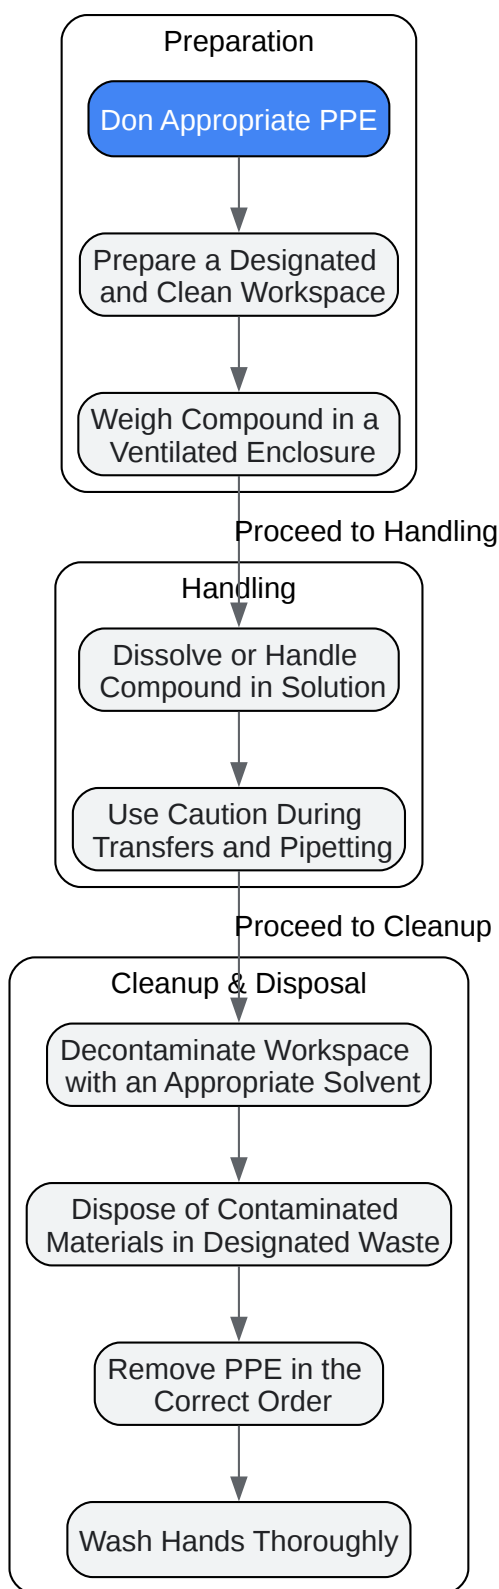 Preparation
Don Appropriate PPE
Prepare a Designated
and Clean Workspace
Weigh Compound in a
Ventilated Enclosure
Proceed to Handling
Handling
Dissolve or Handle
Compound in Solution
Use Caution During
Transfers and Pipetting
Proceed to Cleanup
Cleanup & Disposal
Decontaminate Workspace
with an Appropriate Solvent
Dispose of Contaminated
Materials in Designated Waste
Remove PPE in the
Correct Order
Wash Hands Thoroughly